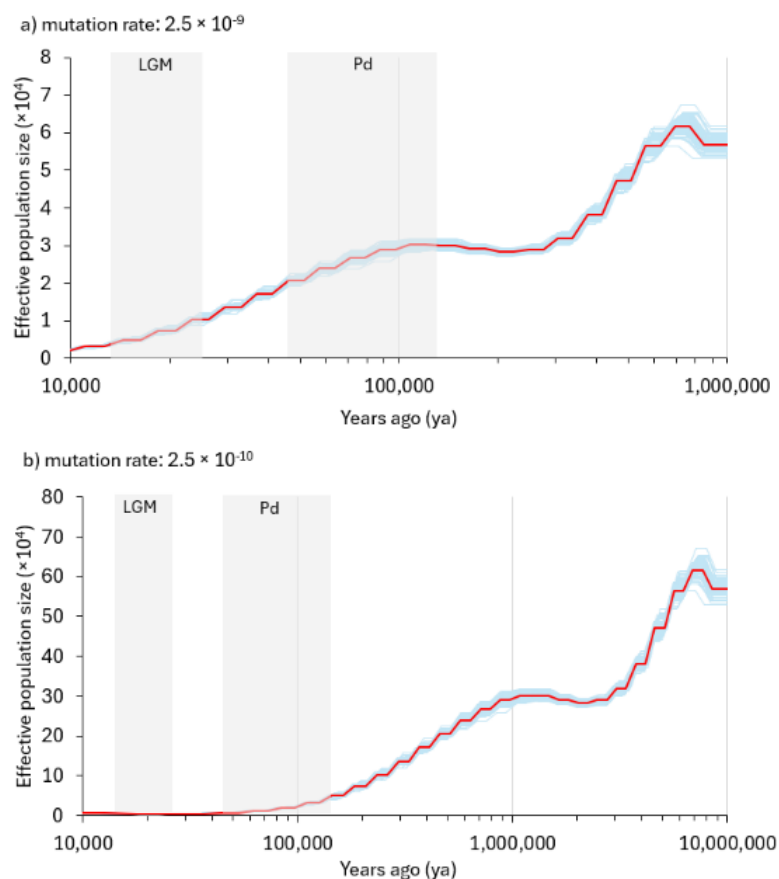 a) mutation rate: 2.5 × 10⁻⁹
LGM
Pd
Effective population size (×10⁴)
8
7
6
5
4
3
2
1
0
10,000
100,000
1,000,000
Years ago (ya)
b) mutation rate: 2.5 × 10⁻¹⁰
LGM
Pd
Effective population size (×10⁴)
80
70
60
50
40
30
20
10
0
10,000
100,000
1,000,000
10,000,000
Years ago (ya)